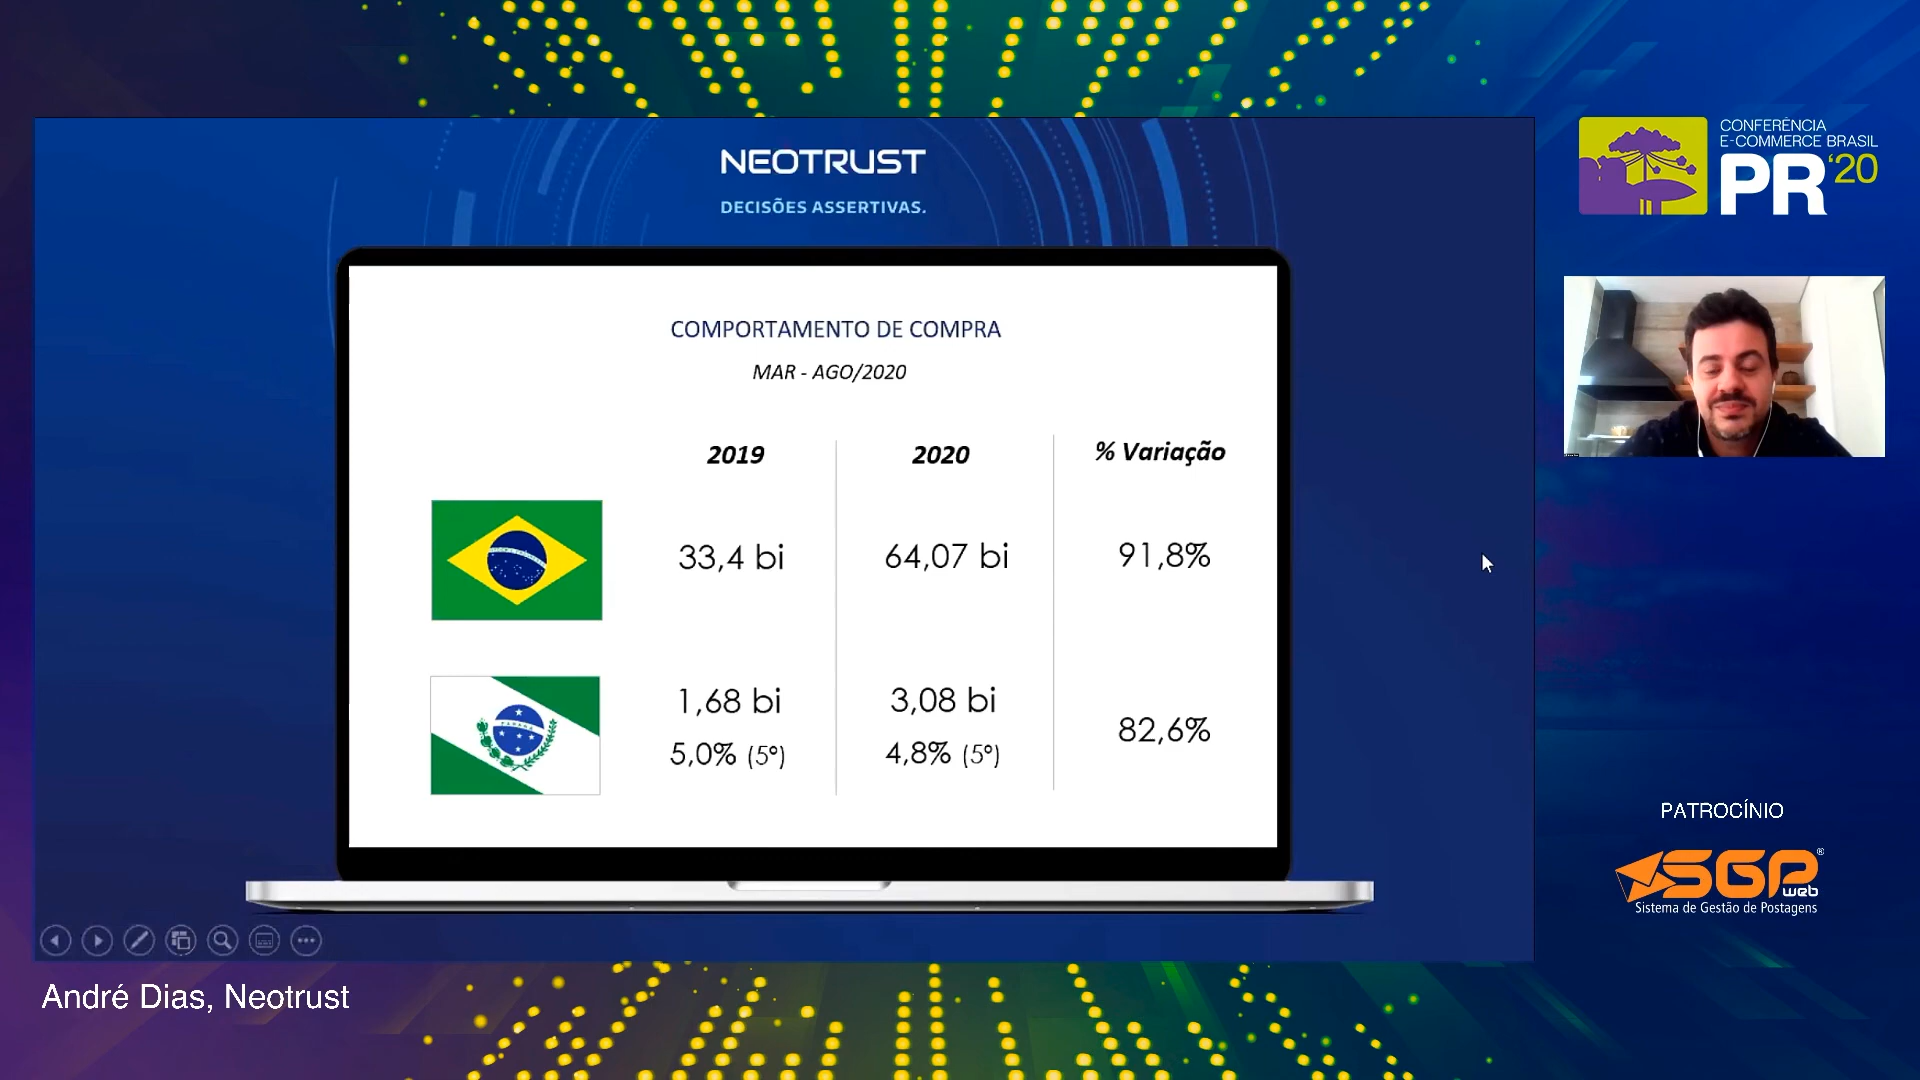 NEOTRUST
DECISÕES ASSERTIVAS.
COMPORTAMENTO DE COMPRA
MAR - AGO/2020
2019 2020 % Variação
33,4 bi 64,07 bi 91,8%
1,68 bi 3,08 bi 82,6%
5,0% (5º) 4,8% (5º)
CONFERÊNCIA
E-COMMERCE BRASIL
PR '20
PATROCÍNIO
SGP web ®
Sistema de Gestão de Postagens
André Dias, Neotrust